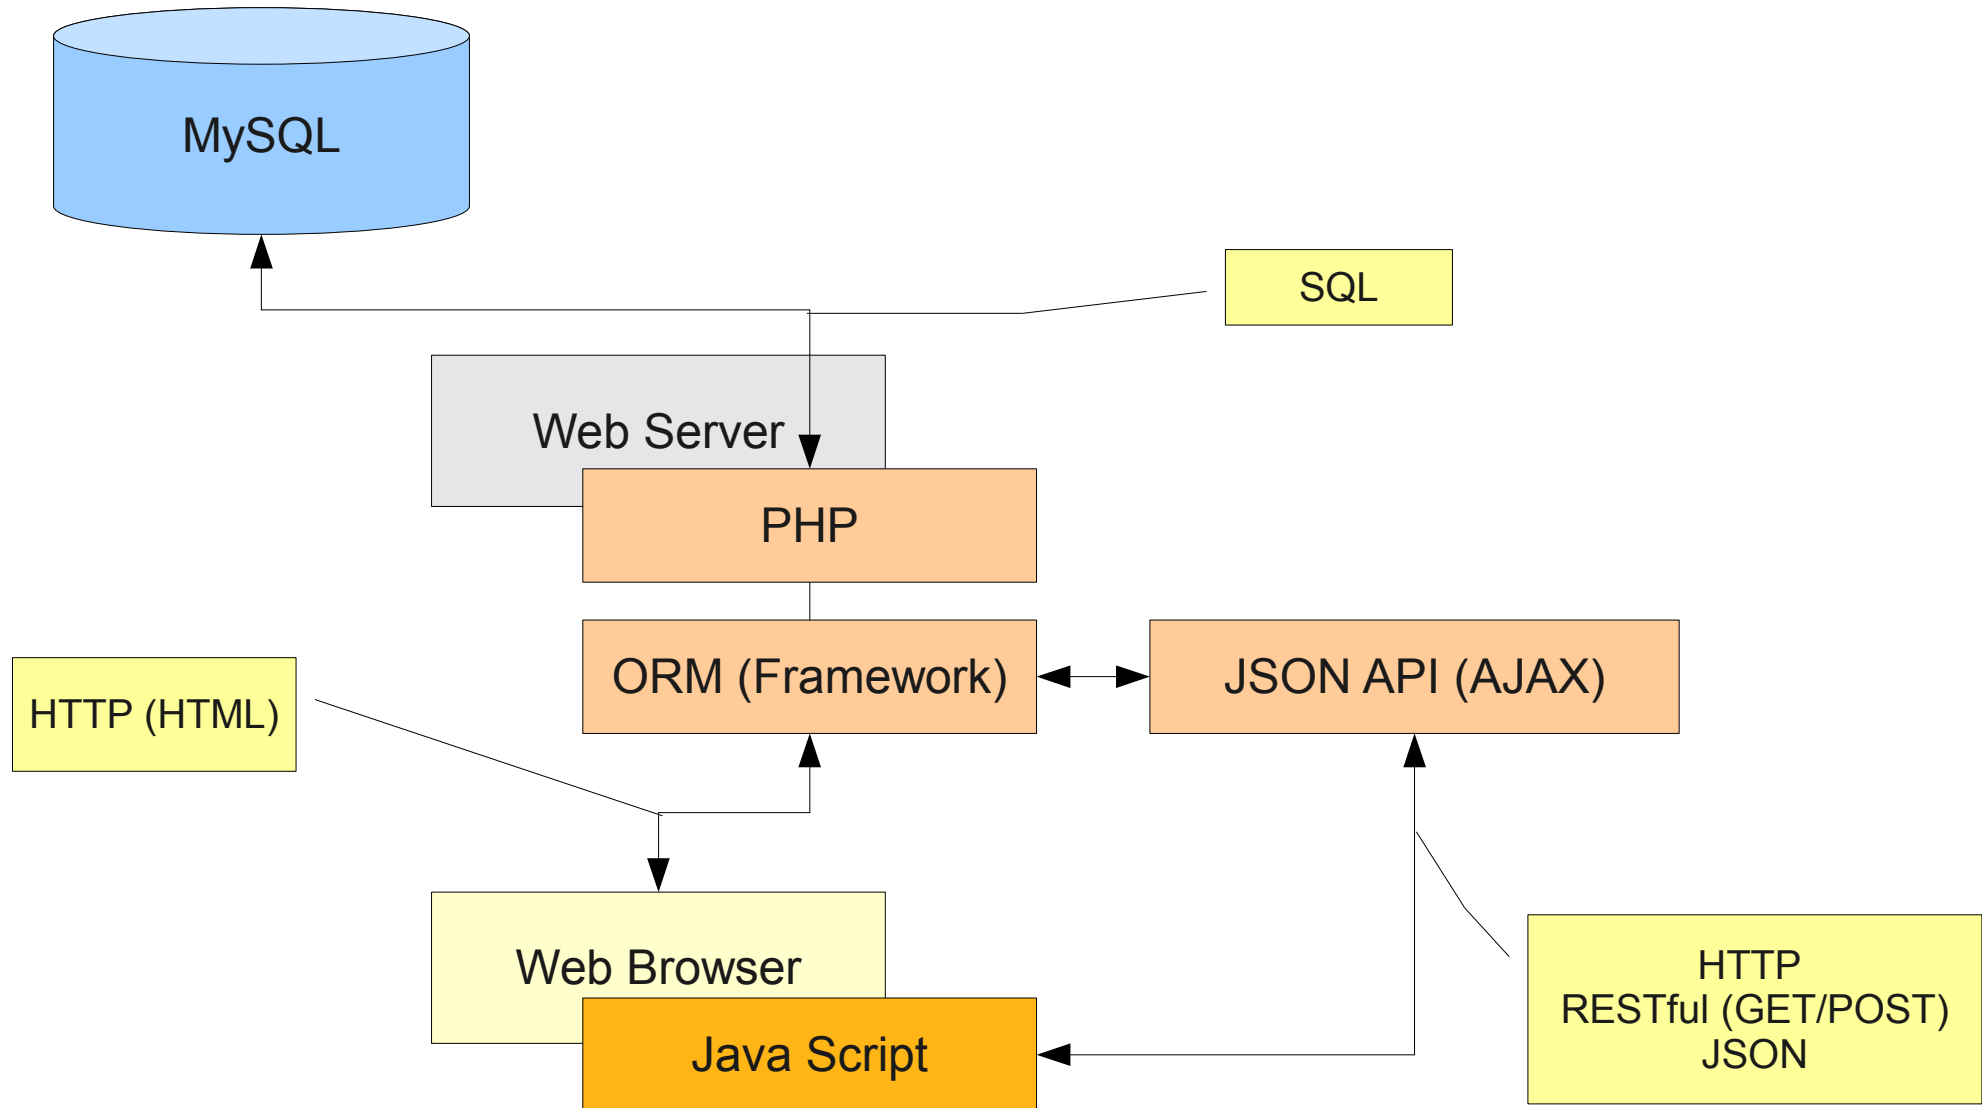 MySQL
SQL
Web Server
PHP
ORM (Framework)
JSON API (AJAX)
HTTP (HTML)
Web Browser
Java Script
HTTP
RESTful (GET/POST)
JSON